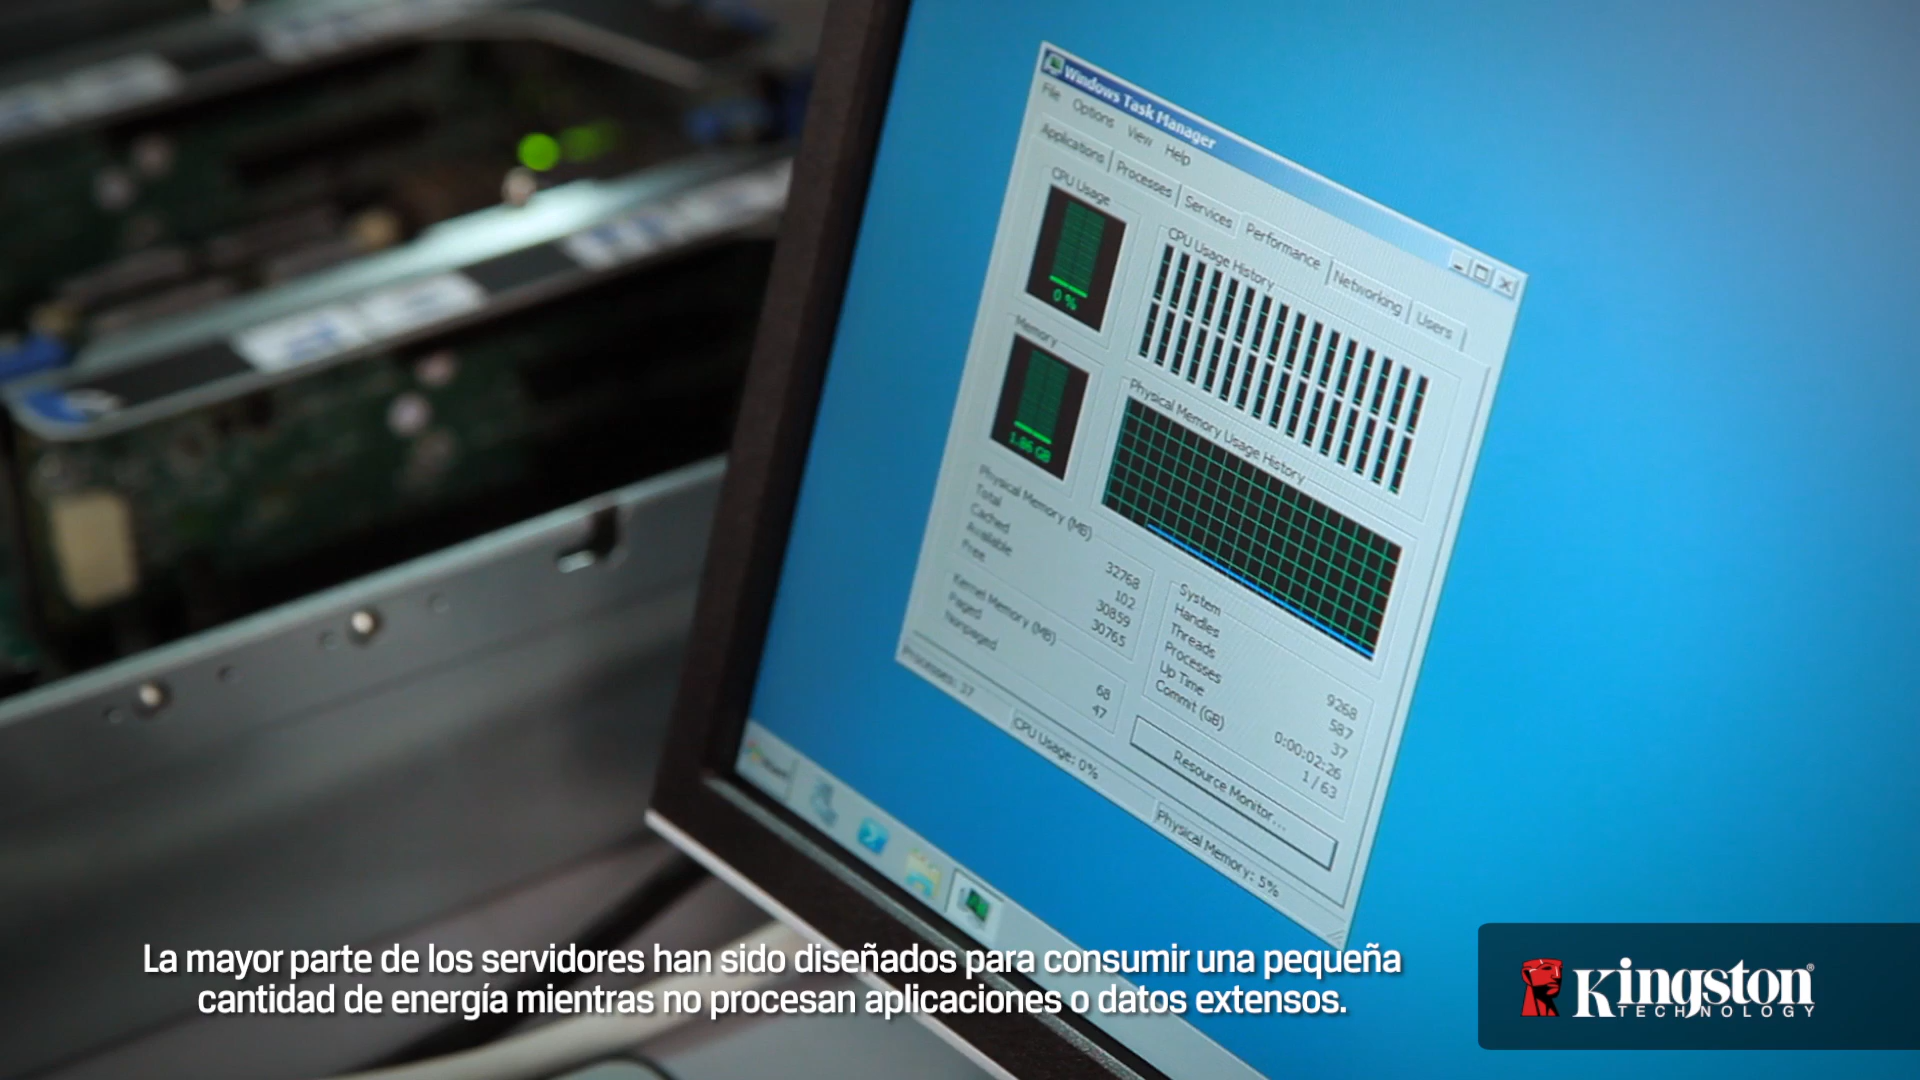 Windows Task Manager
File Options View Help
Applications Processes Services Performance Networking Users
CPU Usage
0 %
CPU Usage History
Memory
1.86 GB
Physical Memory Usage History
Physical Memory (MB)
Total 32768
Cached 102
Available 30859
Free 30765
Kernel Memory (MB)
Paged 68
Nonpaged 47
System
Handles 9268
Threads 587
Processes 37
Up Time 0:00:02:26
Commit (GB) 1 / 63
Resource Monitor...
Processes: 37
CPU Usage: 0%
Physical Memory: 5%
Start
La mayor parte de los servidores han sido diseñados para consumir una pequeña
cantidad de energía mientras no procesan aplicaciones o datos extensos.
Kingston®
TECHNOLOGY